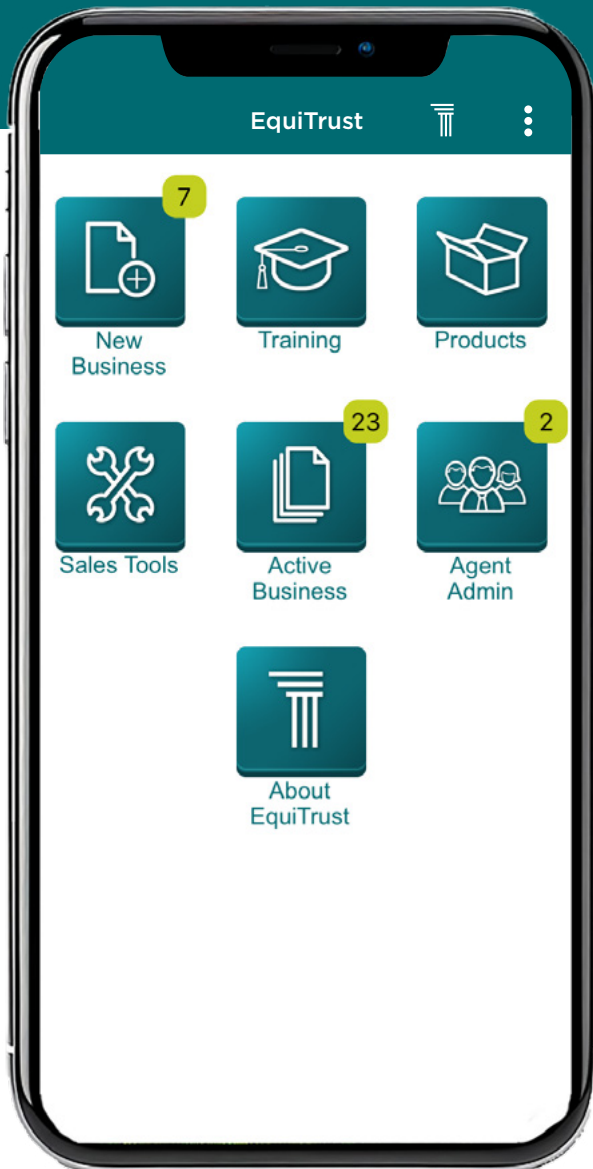 EquiTrust
7
New
Business
Training
Products
23
2
Sales Tools
Active
Business
Agent
Admin
About
EquiTrust